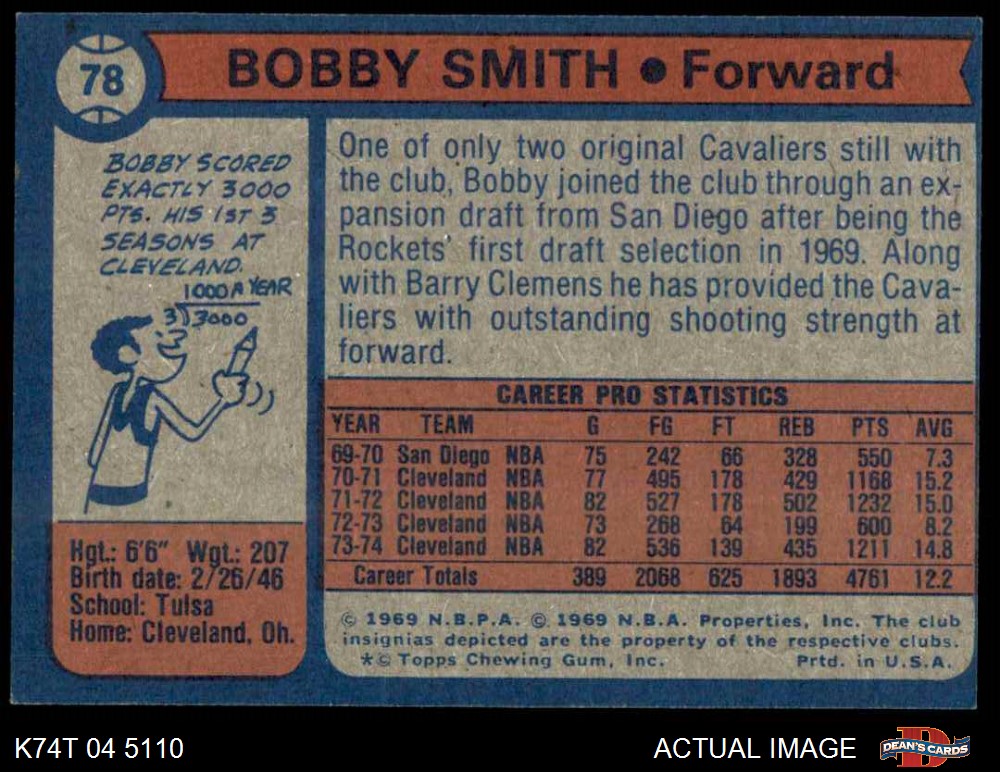 78
BOBBY SMITH ● Forward
BOBBY SCORED
EXACTLY 3000
PTS. HIS 1ST 3
SEASONS AT
CLEVELAND.
1000 A YEAR
3)3000
Hgt.: 6'6" Wgt.: 207
Birth date: 2/26/46
School: Tulsa
Home: Cleveland, Oh.
One of only two original Cavaliers still with
the club, Bobby joined the club through an ex-
pansion draft from San Diego after being the
Rockets' first draft selection in 1969. Along
with Barry Clemens he has provided the Cava-
liers with outstanding shooting strength at
forward.
CAREER PRO STATISTICS
YEAR TEAM G FG FT REB PTS AVG
69-70 San Diego NBA 75 242 66 328 550 7.3
70-71 Cleveland NBA 77 495 178 429 1168 15.2
71-72 Cleveland NBA 82 527 178 502 1232 15.0
72-73 Cleveland NBA 73 268 64 199 600 8.2
73-74 Cleveland NBA 82 536 139 435 1211 14.8
Career Totals 389 2068 625 1893 4761 12.2
© 1969 N.B.P.A. © 1969 N.B.A. Properties, Inc. The club
insignias depicted are the property of the respective clubs.
*© Topps Chewing Gum, Inc. Prtd. in U.S.A.
K74T 04 5110
ACTUAL IMAGE
D
DEAN'S CARDS